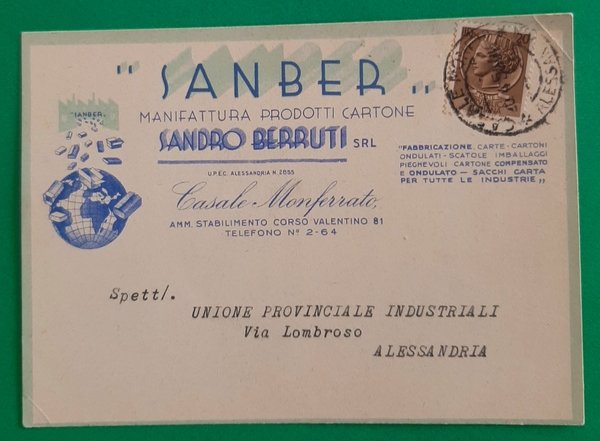 " SANBER „
MANIFATTURA PRODOTTI CARTONE
SANDRO BERRUTI SRL
U.P.E.C. ALESSANDRIA N. 2895
Casale Monferrato,
AMM. STABILIMENTO CORSO VALENTINO 81
TELEFONO Nº 2-64
SANBER
"FABBRICAZIONE CARTE - CARTONI
ONDULATI - SCATOLE IMBALLAGGI
PIEGHEVOLI CARTONE COMPENSATO
E ONDULATO - SACCHI CARTA
PER TUTTE LE INDUSTRIE„
Spett/.
UNIONE PROVINCIALE INDUSTRIALI
Via Lombroso
ALESSANDRIA